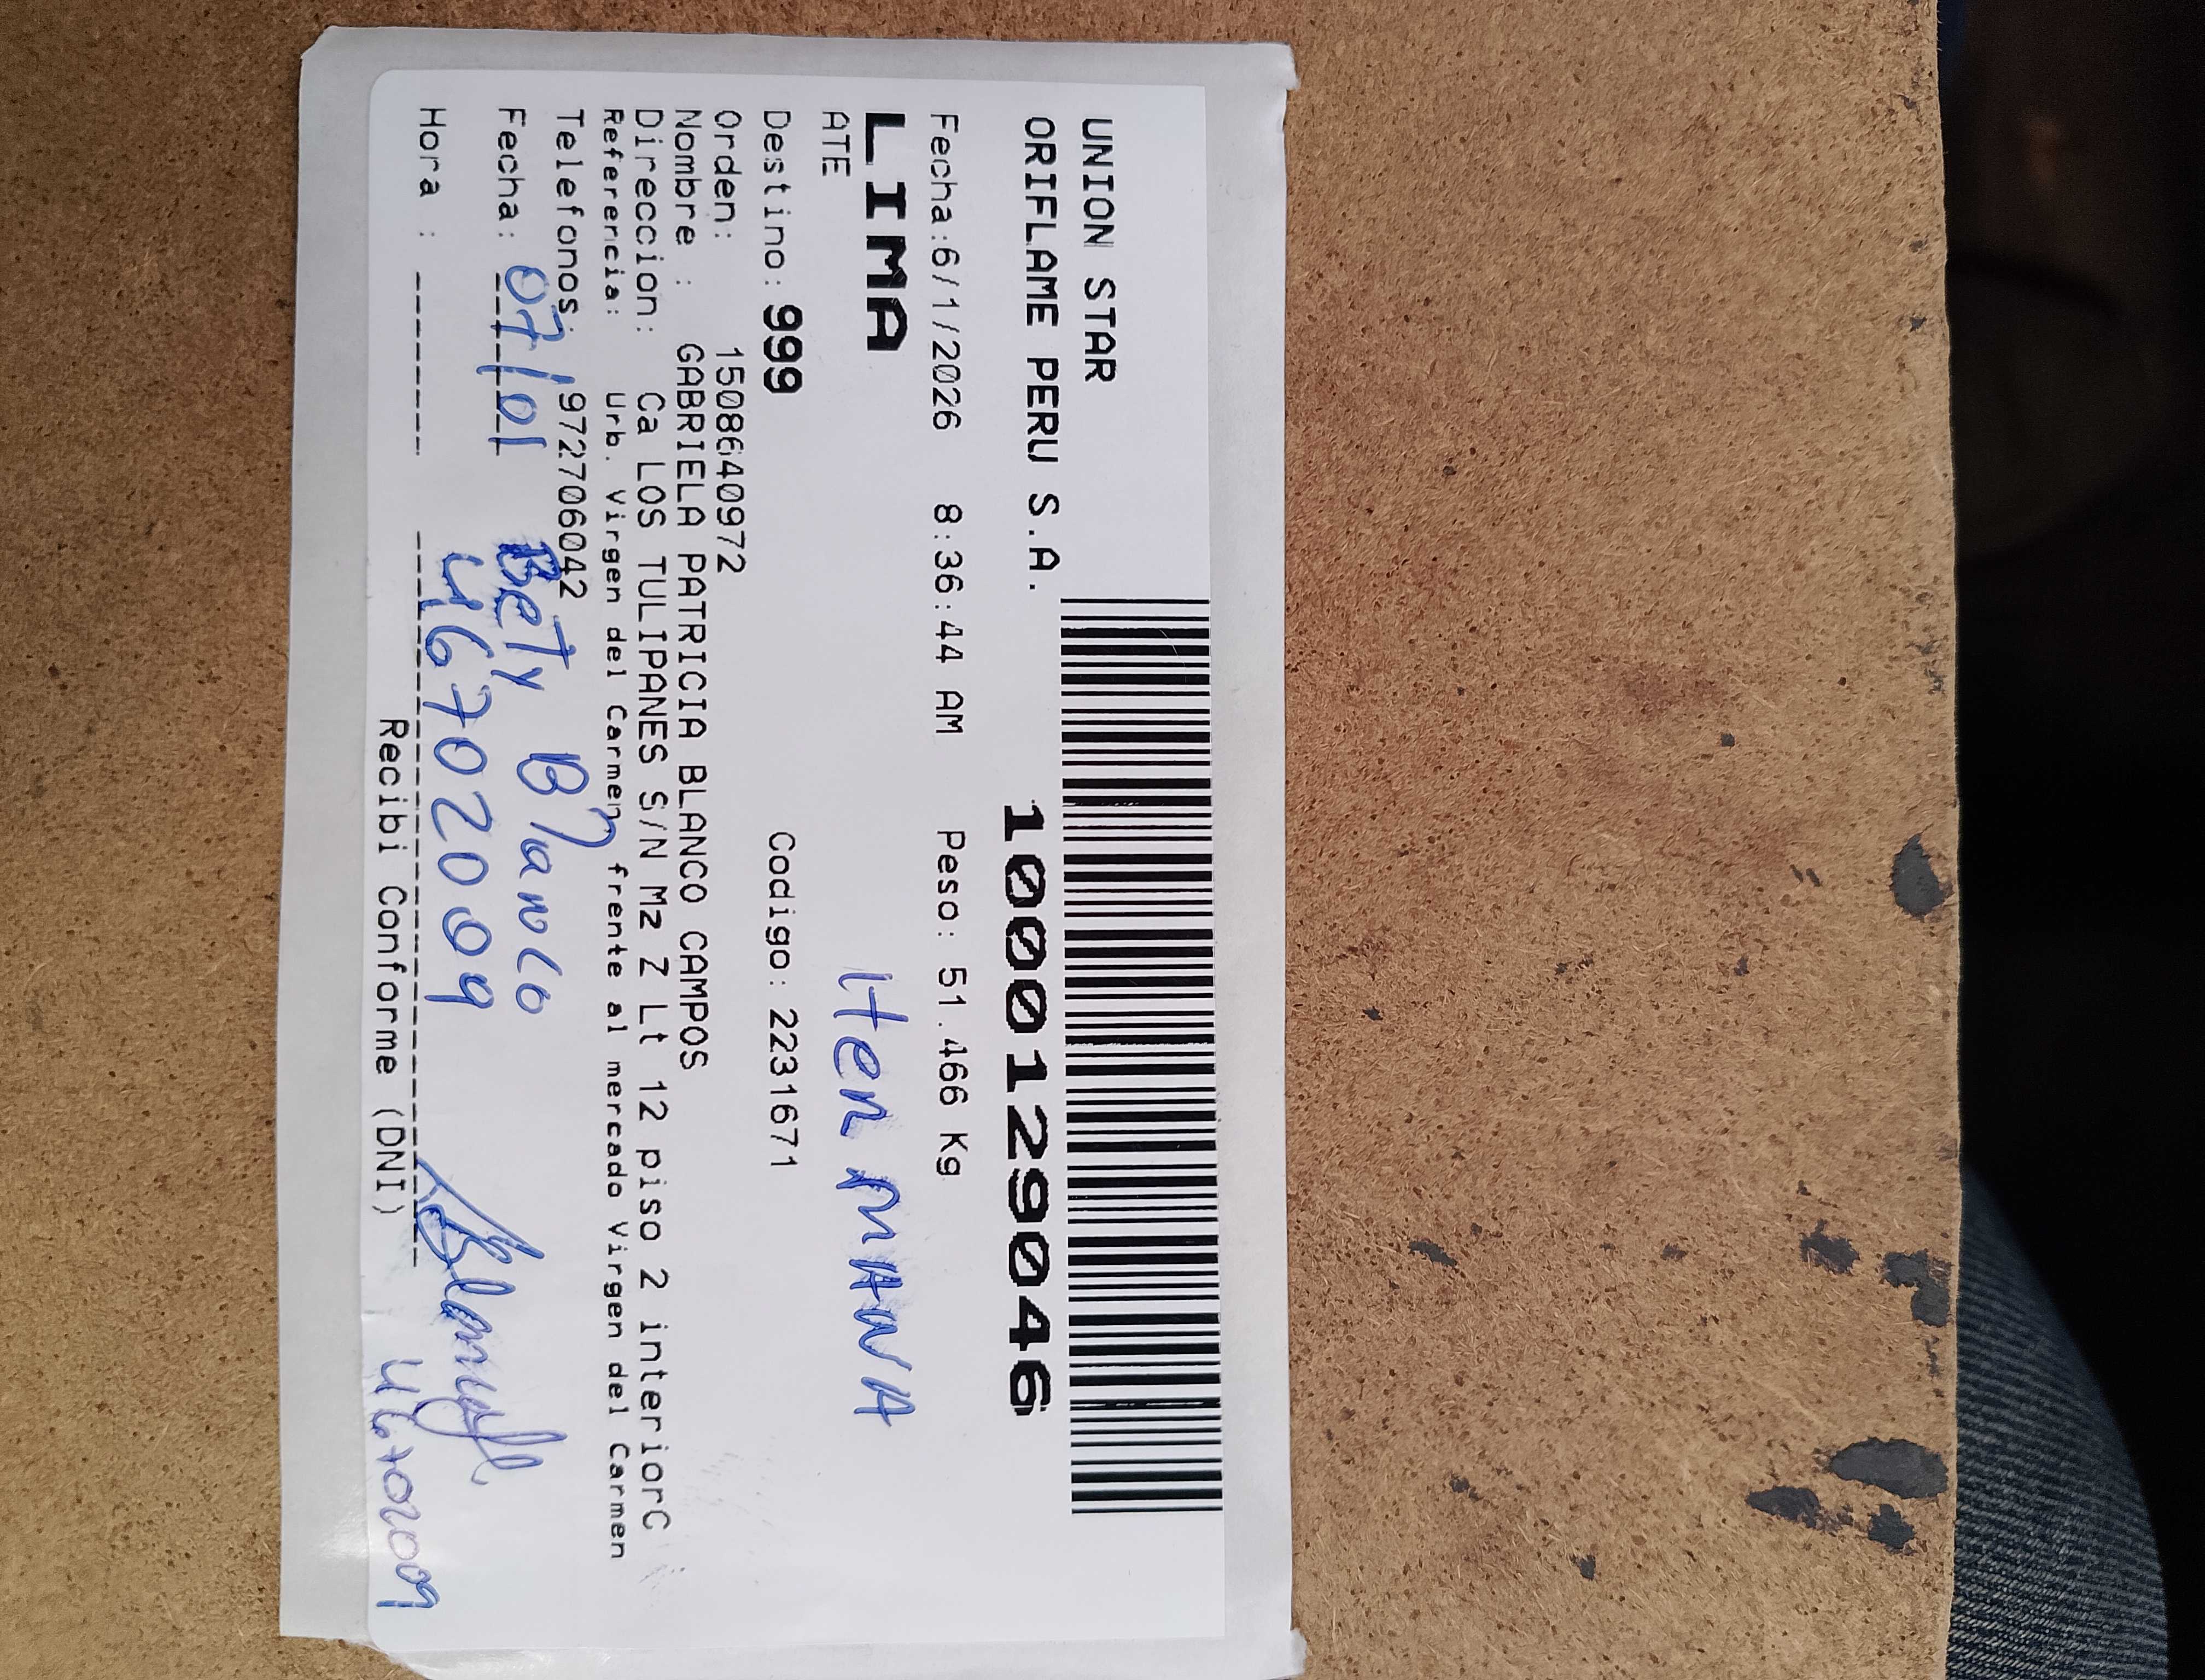 UNION STAR
ORIFLAME PERU S.A.
10001129046
Fecha:6/1/2026 8:36:44 AM Peso: 51.466 Kg
LIMA
ATE
Iten MAWA
Destino: 999 Codigo: 2231671
Orden: 1508640972
Nombre : GABRIELA PATRICIA BLANCO CAMPOS
Direccion: Ca LOS TULIPANES S/N Mz Z Lt 12 piso 2 interiorC
Referencia: Urb. Virgen del Carmen frente al mercado Virgen del Carmen
Telefonos: 972706042
Fecha: 07/01 Bety Blanco
Hora : 46702009
46702009
Recibi Conforme (DNI)